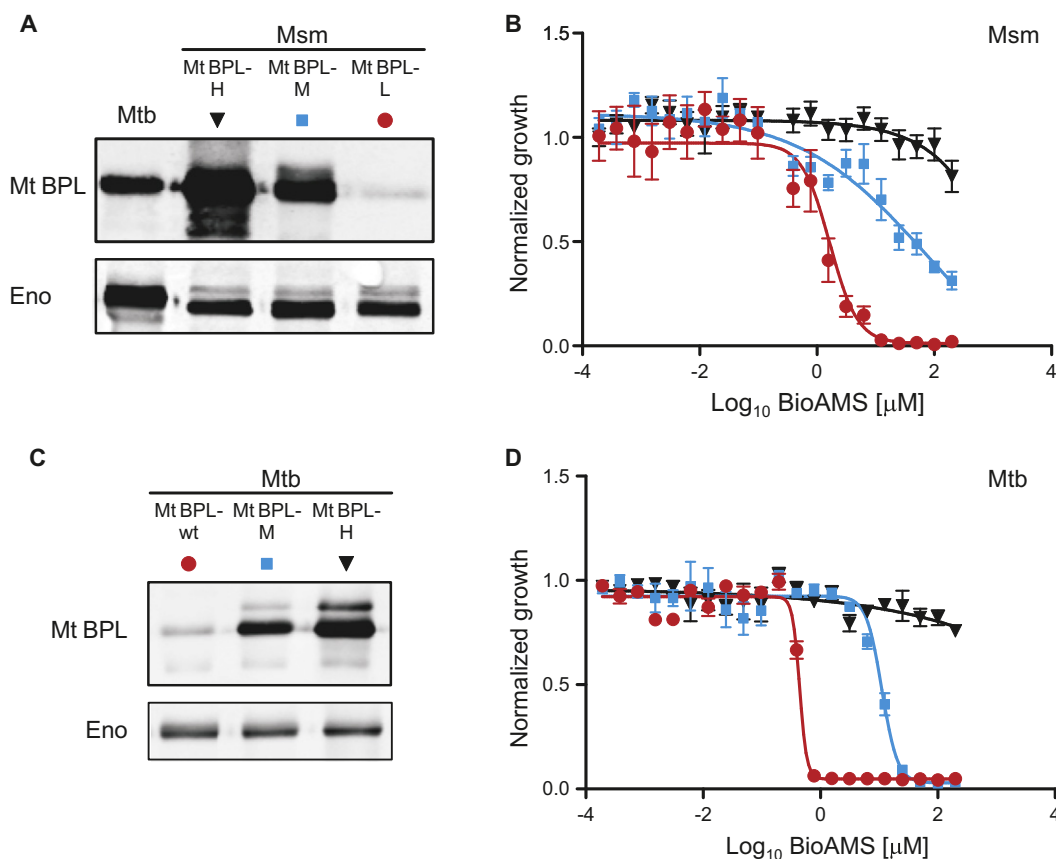 A
Msm
Mt BPL-
H
Mt BPL-
M
Mt BPL-
L
Mtb
Mt BPL
Eno
B
Msm
Normalized growth
1.5
1.0
0.5
0.0
-4
-2
0
2
4
Log₁₀ BioAMS [µM]
C
Mtb
Mt BPL-
wt
Mt BPL-
M
Mt BPL-
H
Mt BPL
Eno
D
Mtb
Normalized growth
1.5
1.0
0.5
0.0
-4
-2
0
2
4
Log₁₀ BioAMS [µM]